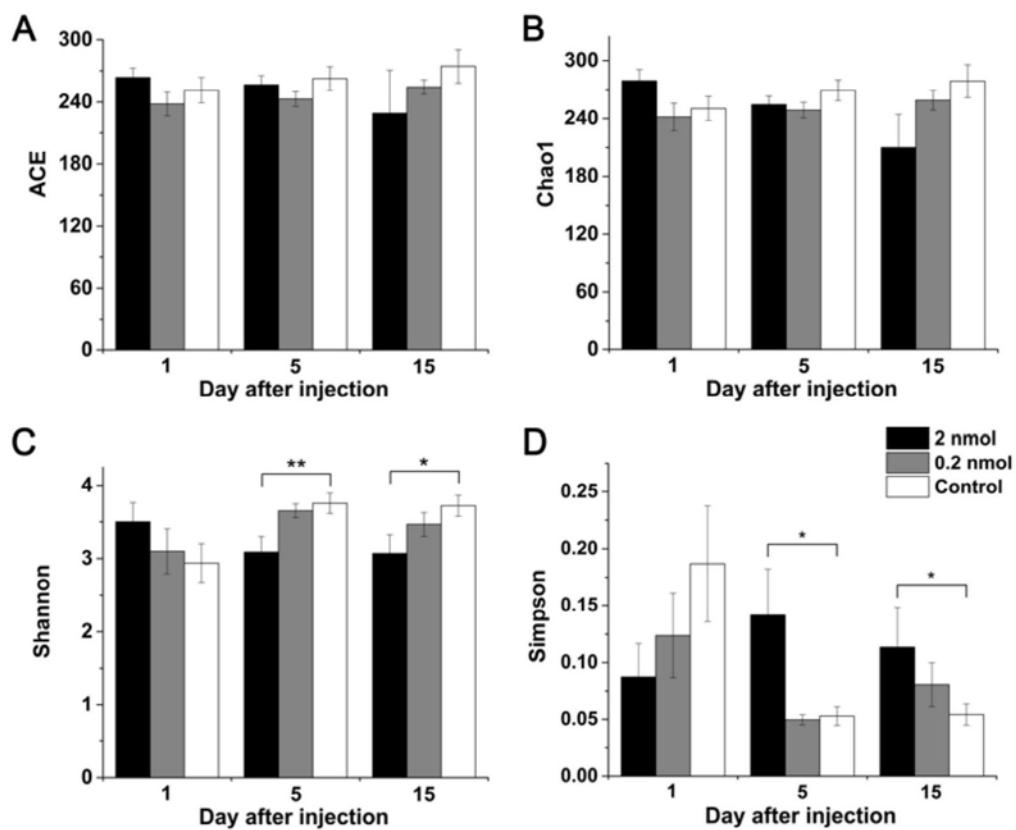 A
300
240
180
120
60
0
ACE
1
5
15
Day after injection
B
300
240
180
120
60
0
Chao1
1
5
15
Day after injection
C
4
3
2
1
0
Shannon
**
*
1
5
15
Day after injection
D
2 nmol
0.2 nmol
Control
0.25
0.20
0.15
0.10
0.05
0.00
Simpson
*
*
1
5
15
Day after injection